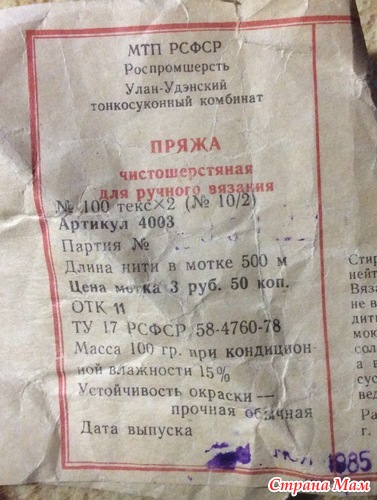 МТП РСФСР
Роспромшерсть
Улан-Удэнский
тонкосуконный комбинат
ПРЯЖА
чистошерстяная
для ручного вязания
№ 100 текс×2 (№ 10/2)
Артикул 4003
Партия №
Длина нити в мотке 500 м
Цена мотка 3 руб. 50 коп.
ОТК 11
ТУ 17 РСФСР 58-4760-78
Масса 100 гр. при кондицион-
ной влажности 15%
Устойчивость окраски —
прочная обычная
Дата выпуска
1985
Страна Мам